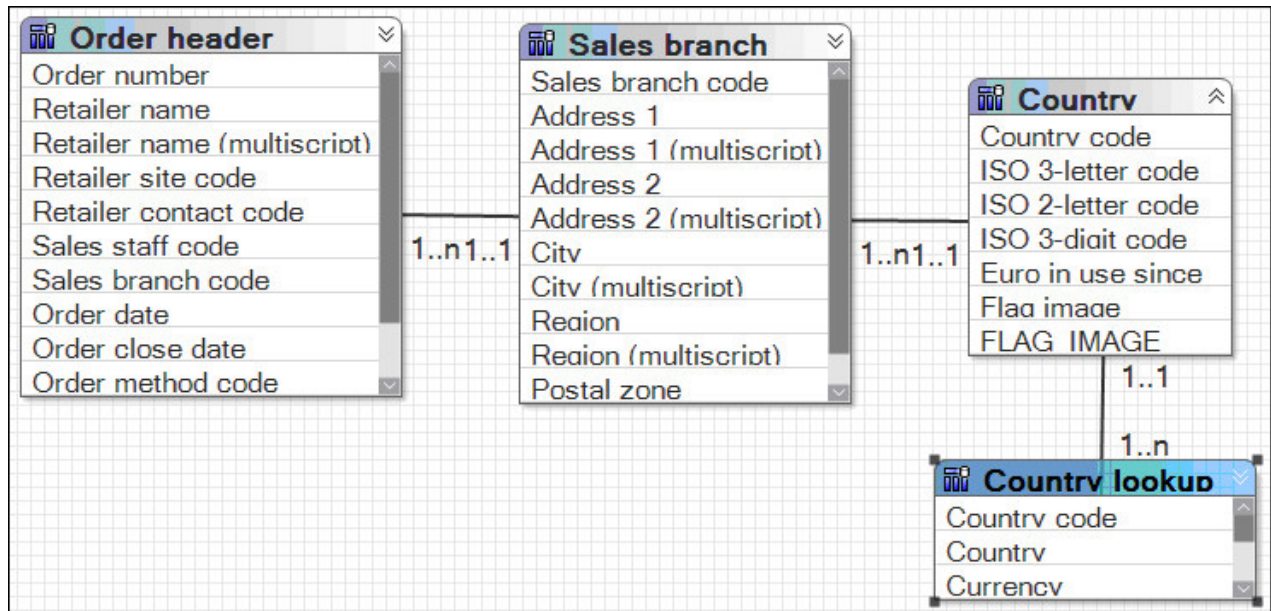 Order header
Order number
Retailer name
Retailer name (multiscript)
Retailer site code
Retailer contact code
Sales staff code
Sales branch code
Order date
Order close date
Order method code
1..n 1..1
Sales branch
Sales branch code
Address 1
Address 1 (multiscript)
Address 2
Address 2 (multiscript)
City
City (multiscript)
Region
Region (multiscript)
Postal zone
1..n 1..1
Country
Country code
ISO 3-letter code
ISO 2-letter code
ISO 3-digit code
Euro in use since
Flag image
FLAG_IMAGE
1..1
1..n
Country lookup
Country code
Country
Currency